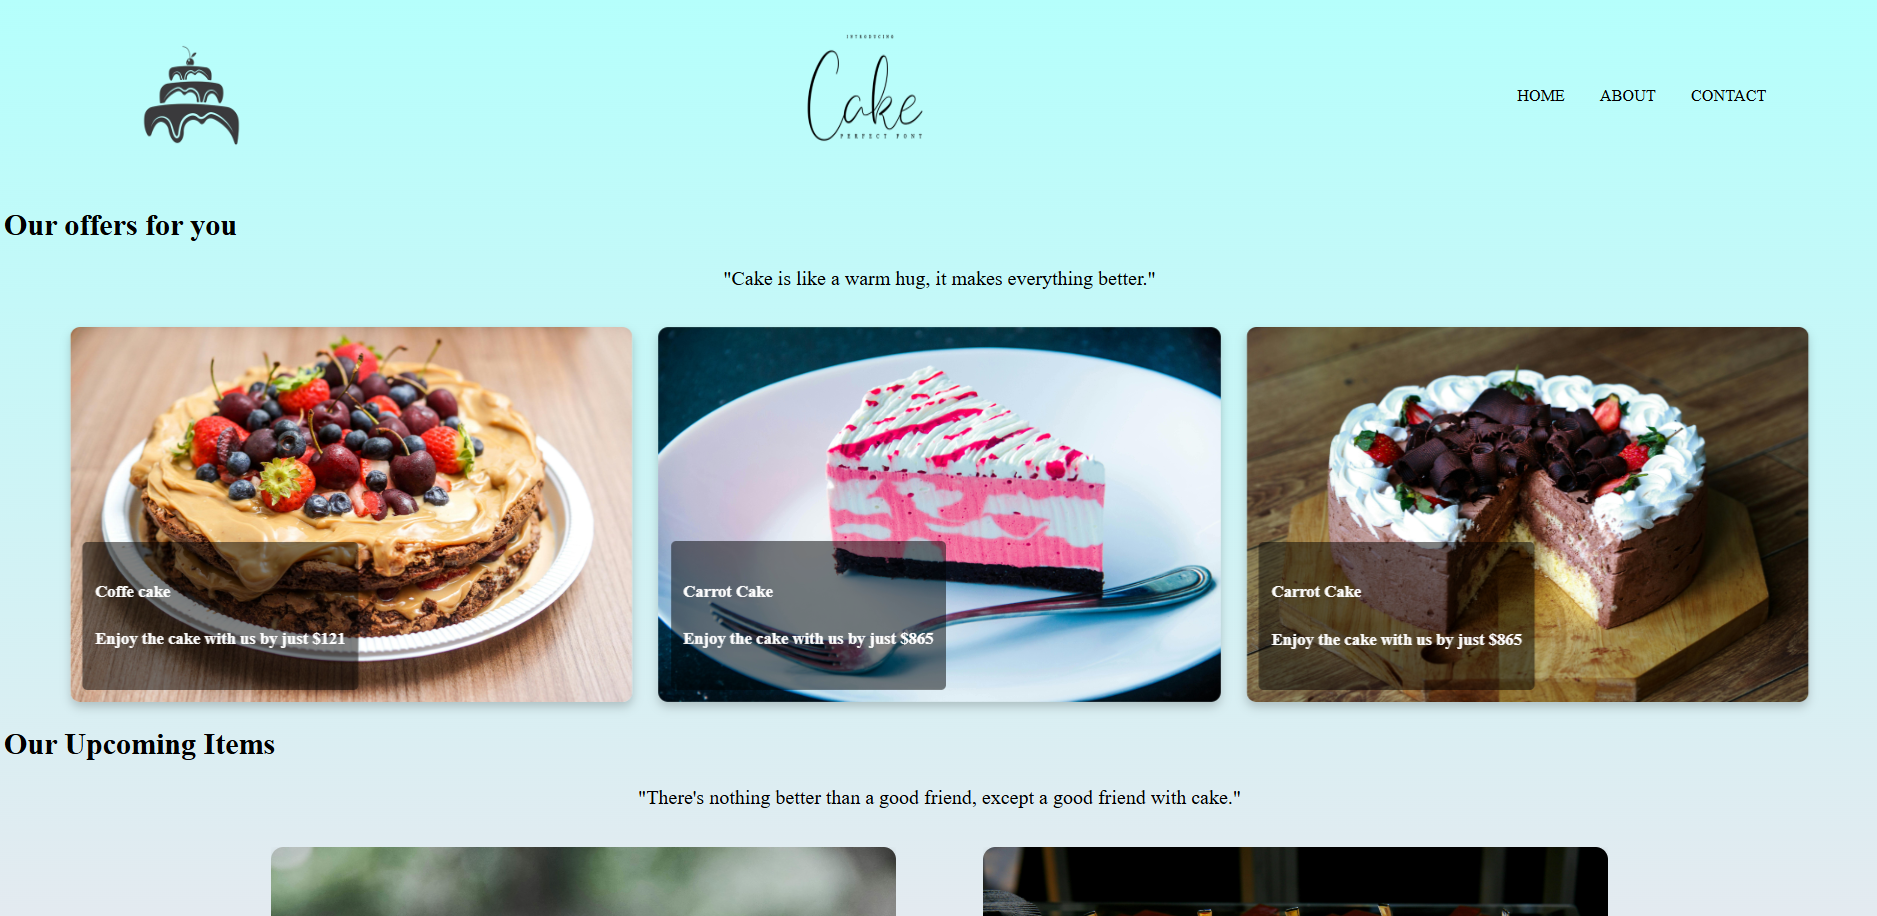 INTRODUCING
Cake
PERFECT FONT
HOME ABOUT CONTACT
Our offers for you
"Cake is like a warm hug, it makes everything better."
Coffe cake
Enjoy the cake with us by just $121
Carrot Cake
Enjoy the cake with us by just $865
Carrot Cake
Enjoy the cake with us by just $865
Our Upcoming Items
"There's nothing better than a good friend, except a good friend with cake."